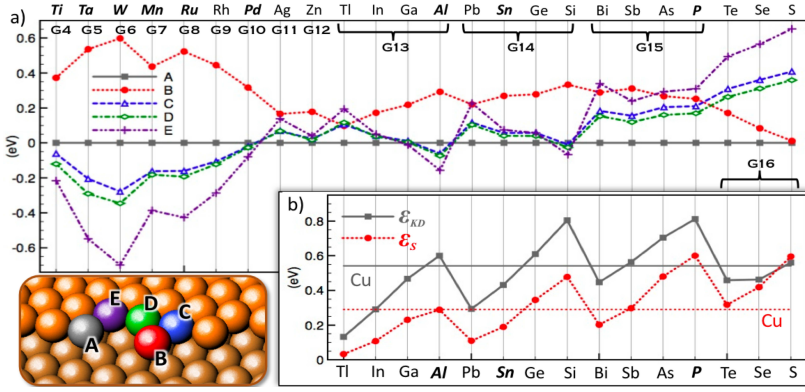 Ti Ta W Mn Ru Rh Pd Ag Zn Tl In Ga Al Pb Sn Ge Si Bi Sb As P Te Se S
a)
G4 G5 G6 G7 G8 G9 G10 G11 G12 G13 G14 G15
0.6
0.4
0.2
0
-0.2
-0.4
-0.6
(eV)
A
B
C
D
E
G16
b)
ε_KD
ε_S
0.8
0.6
0.4
0.2
0
(eV)
Cu
Cu
Tl In Ga Al Pb Sn Ge Si Bi Sb As P Te Se S
E D C
A B